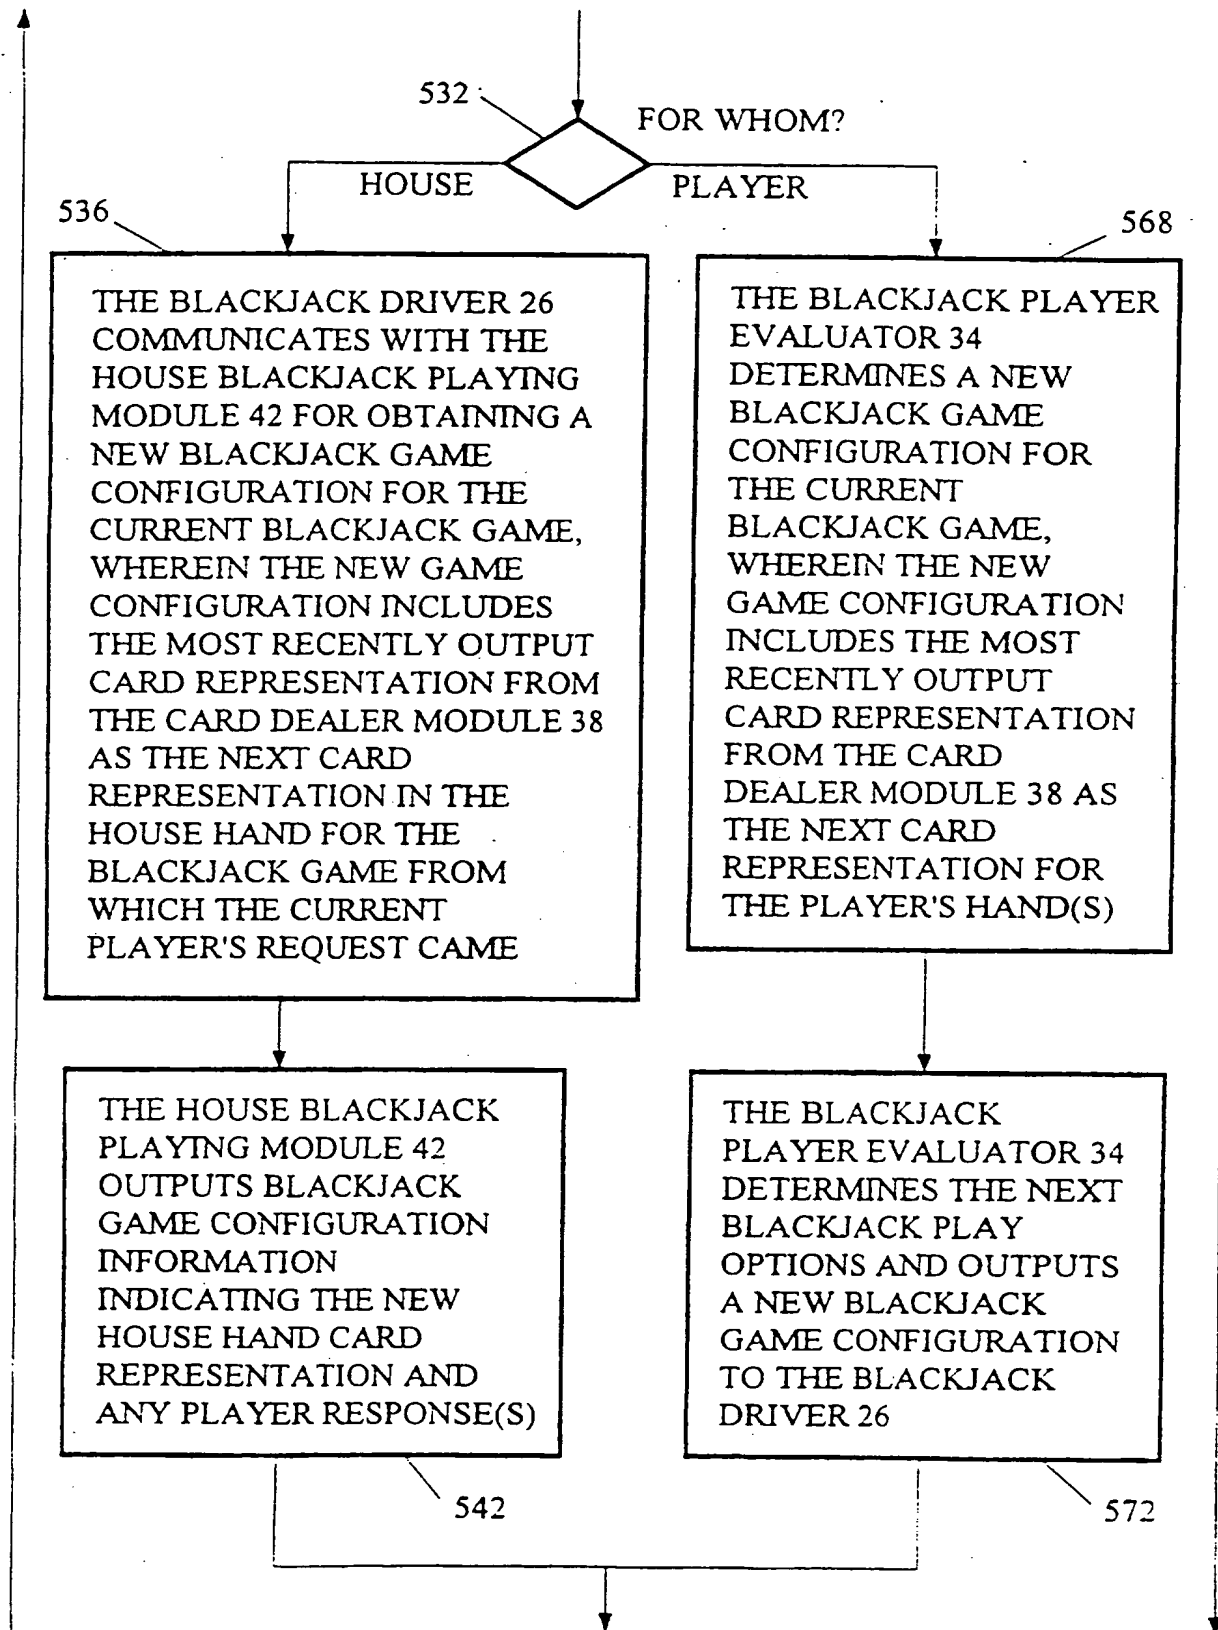 532
FOR WHOM?
HOUSE
PLAYER
536
THE BLACKJACK DRIVER 26
COMMUNICATES WITH THE
HOUSE BLACKJACK PLAYING
MODULE 42 FOR OBTAINING A
NEW BLACKJACK GAME
CONFIGURATION FOR THE
CURRENT BLACKJACK GAME,
WHEREIN THE NEW GAME
CONFIGURATION INCLUDES
THE MOST RECENTLY OUTPUT
CARD REPRESENTATION FROM
THE CARD DEALER MODULE 38
AS THE NEXT CARD
REPRESENTATION IN THE
HOUSE HAND FOR THE
BLACKJACK GAME FROM
WHICH THE CURRENT
PLAYER'S REQUEST CAME
568
THE BLACKJACK PLAYER
EVALUATOR 34
DETERMINES A NEW
BLACKJACK GAME
CONFIGURATION FOR
THE CURRENT
BLACKJACK GAME,
WHEREIN THE NEW
GAME CONFIGURATION
INCLUDES THE MOST
RECENTLY OUTPUT
CARD REPRESENTATION
FROM THE CARD
DEALER MODULE 38 AS
THE NEXT CARD
REPRESENTATION FOR
THE PLAYER'S HAND(S)
THE HOUSE BLACKJACK
PLAYING MODULE 42
OUTPUTS BLACKJACK
GAME CONFIGURATION
INFORMATION
INDICATING THE NEW
HOUSE HAND CARD
REPRESENTATION AND
ANY PLAYER RESPONSE(S)
542
THE BLACKJACK
PLAYER EVALUATOR 34
DETERMINES THE NEXT
BLACKJACK PLAY
OPTIONS AND OUTPUTS
A NEW BLACKJACK
GAME CONFIGURATION
TO THE BLACKJACK
DRIVER 26
572